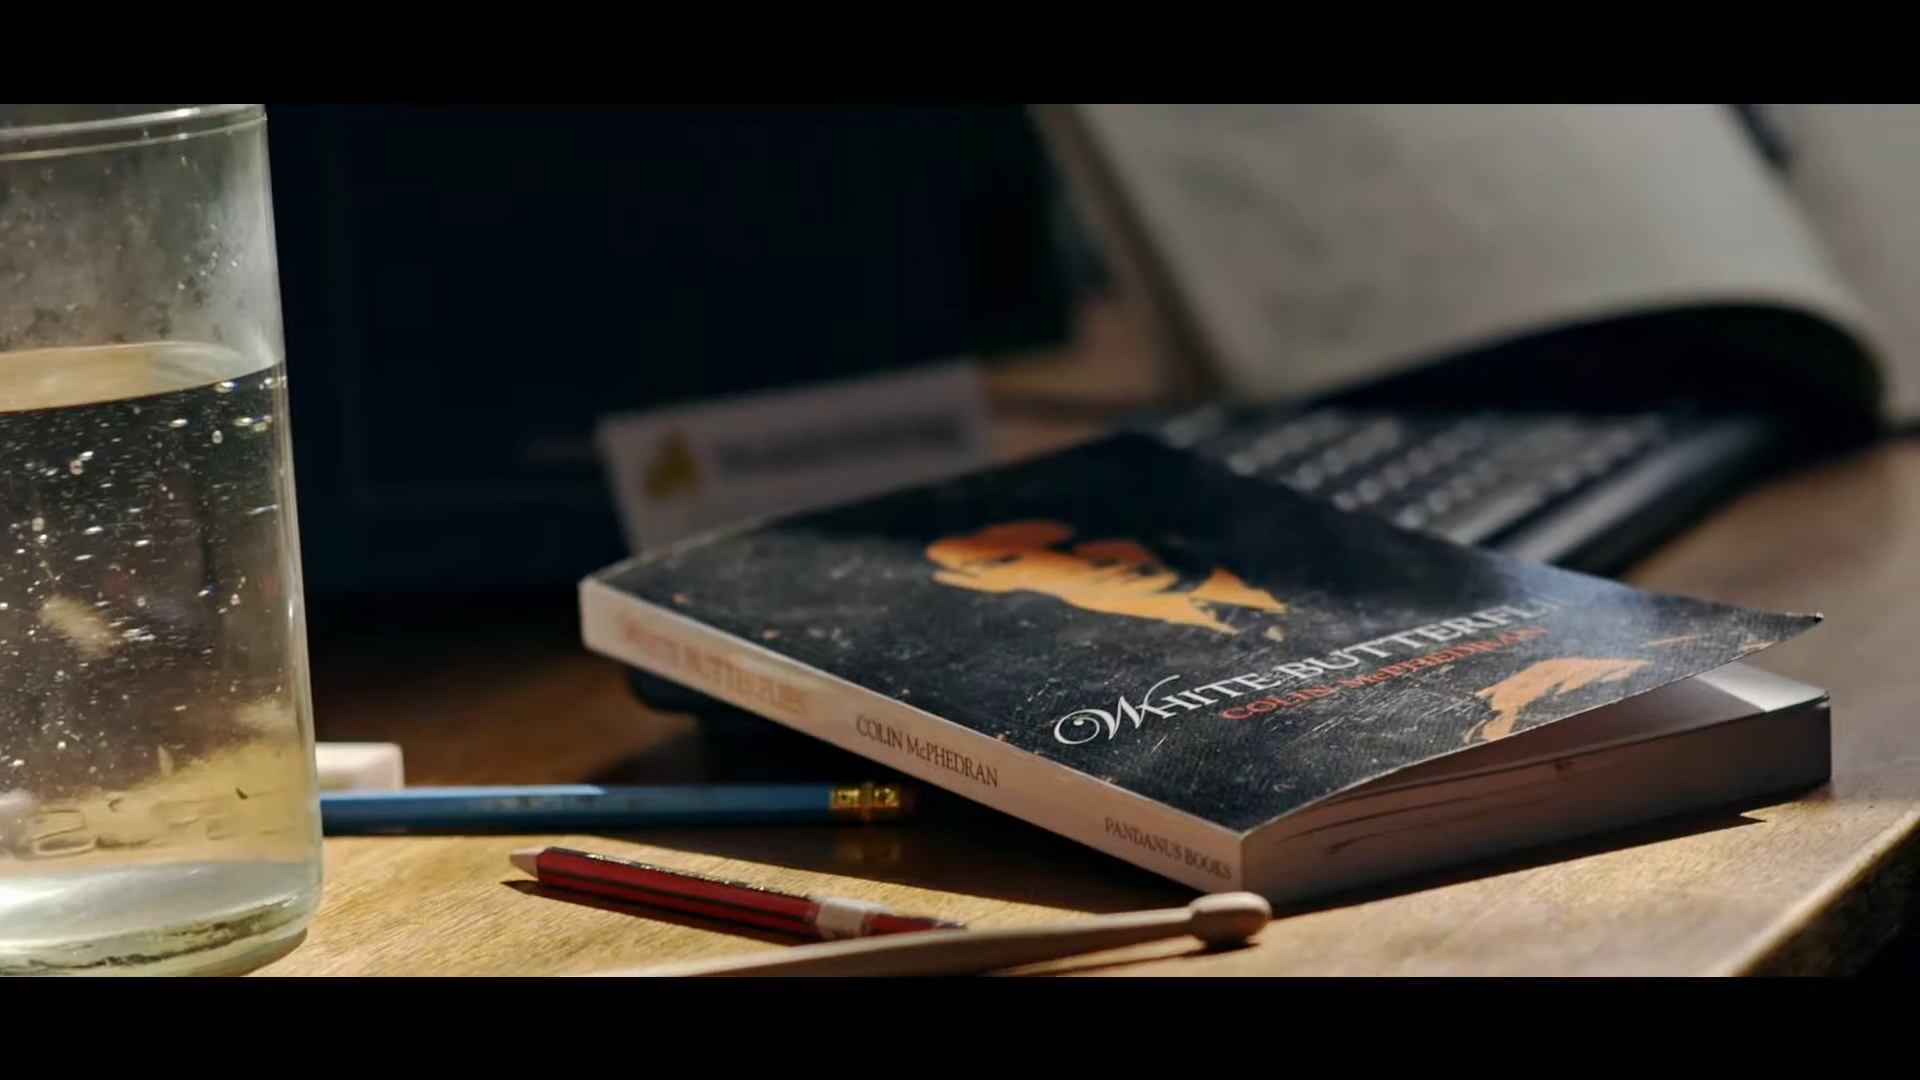 WHITE BUTTERFLIES
COLIN McPHEDRAN
WHITE BUTTERFLIES
COLIN McPHEDRAN
PANDANUS BOOKS